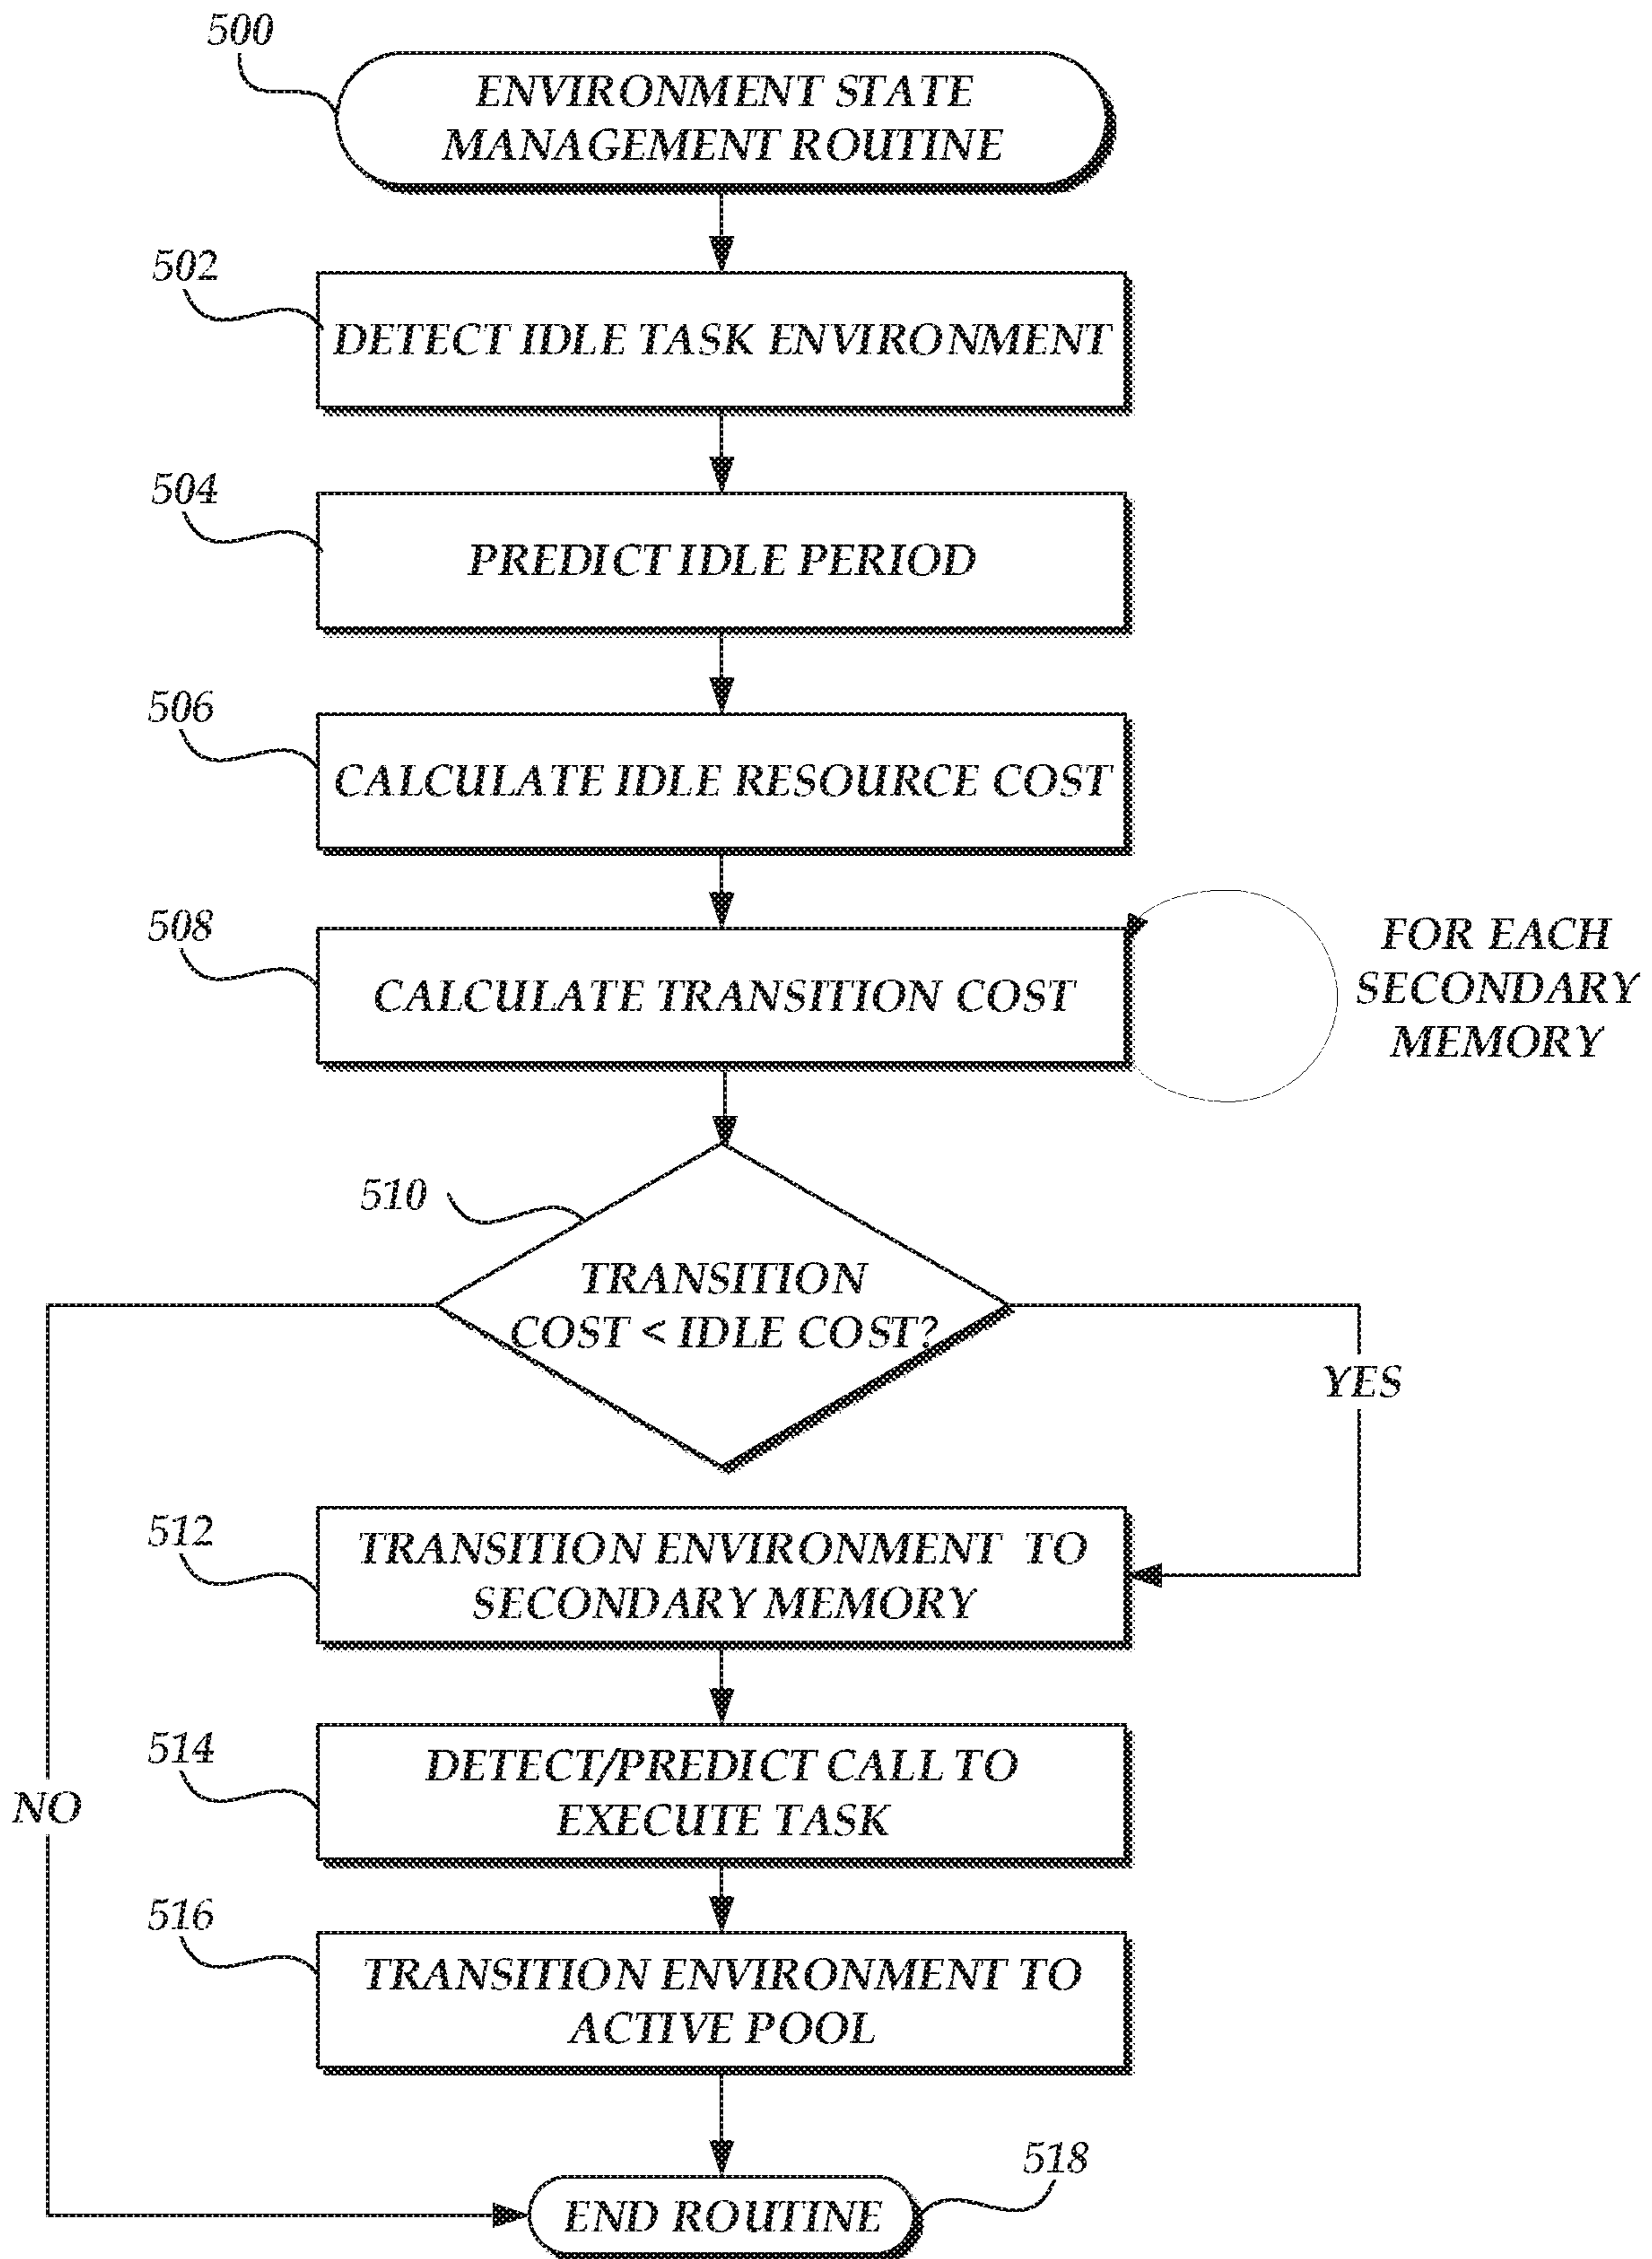 500
ENVIRONMENT STATE
MANAGEMENT ROUTINE
502
DETECT IDLE TASK ENVIRONMENT
504
PREDICT IDLE PERIOD
506
CALCULATE IDLE RESOURCE COST
508
CALCULATE TRANSITION COST
FOR EACH
SECONDARY
MEMORY
510
TRANSITION
COST < IDLE COST?
YES
512
TRANSITION ENVIRONMENT TO
SECONDARY MEMORY
514
DETECT/PREDICT CALL TO
EXECUTE TASK
NO
516
TRANSITION ENVIRONMENT TO
ACTIVE POOL
518
END ROUTINE